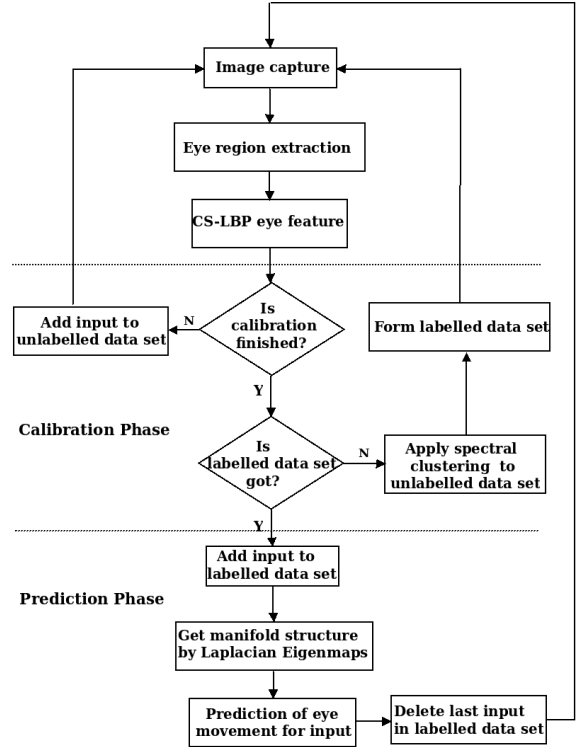 Image capture
Eye region extraction
CS-LBP eye feature
Is
calibration
finished?
N
Add input to
unlabelled data set
Form labelled data set
Y
Calibration Phase
Is
labelled data set
got?
N
Apply spectral
clustering to
unlabelled data set
Y
Add input to
labelled data set
Prediction Phase
Get manifold structure
by Laplacian Eigenmaps
Prediction of eye
movement for input
Delete last input
in labelled data set